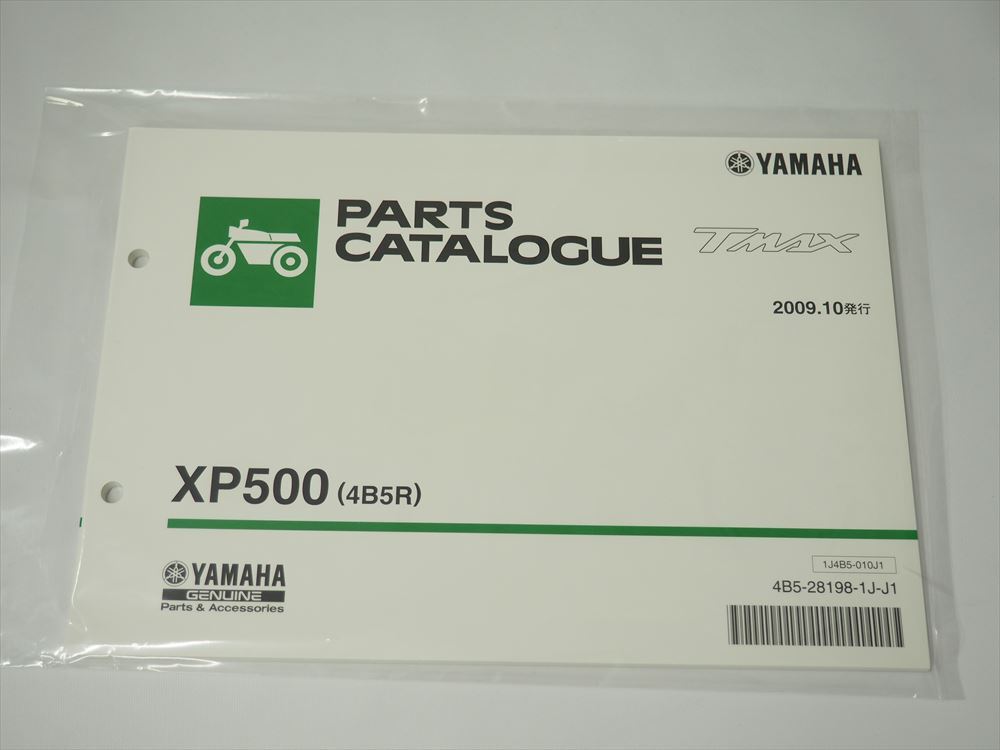 YAMAHA
PARTS
CATALOGUE
TMAX
2009.10発行
XP500 (4B5R)
YAMAHA
GENUINE
Parts & Accessories
1J4B5-010J1
4B5-28198-1J-J1